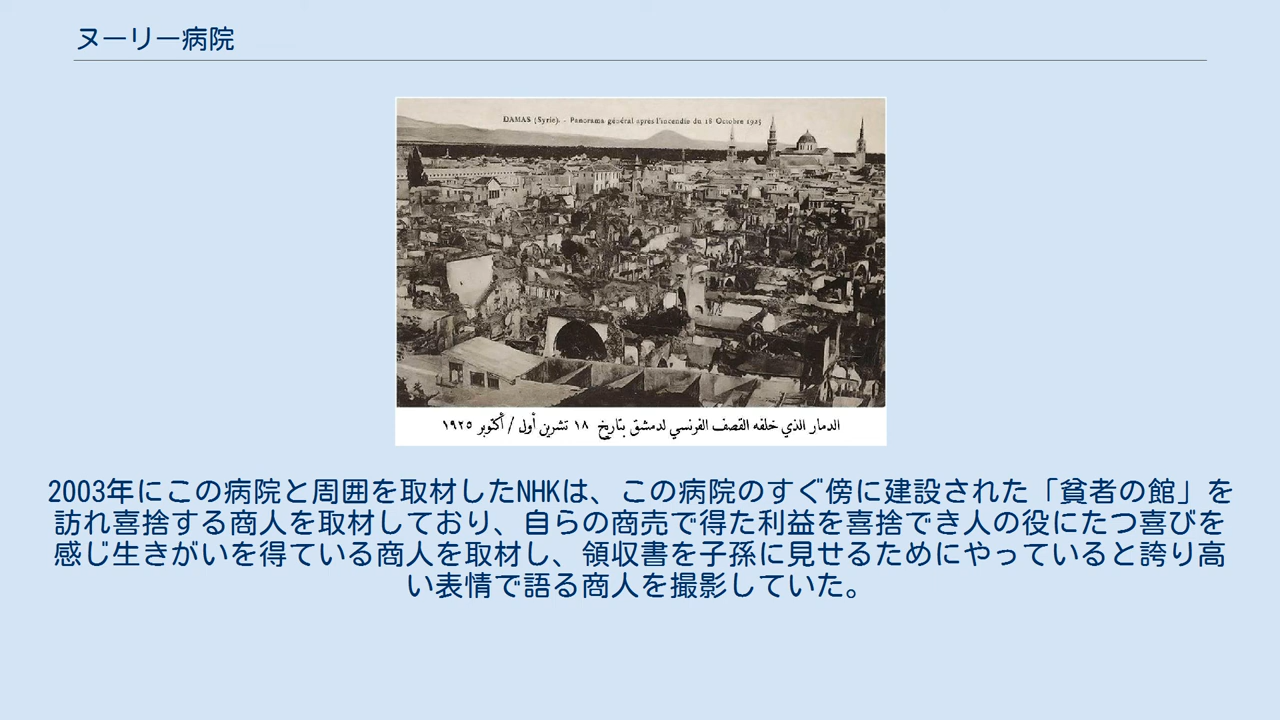 ヌーリー病院
DAMAS (Syrie). - Panorama général après l'incendie du 18 Octobre 1925
الدمار الذي خلفه القصف الفرنسي لدمشق بتاريخ ١٨ تشرين أول / أكتوبر ١٩٢٥
2003年にこの病院と周囲を取材したNHKは、この病院のすぐ傍に建設された「貧者の館」を
訪れ喜捨する商人を取材しており、自らの商売で得た利益を喜捨でき人の役にたつ喜びを
感じ生きがいを得ている商人を取材し、領収書を子孫に見せるためにやっていると誇り高
い表情で語る商人を撮影していた。